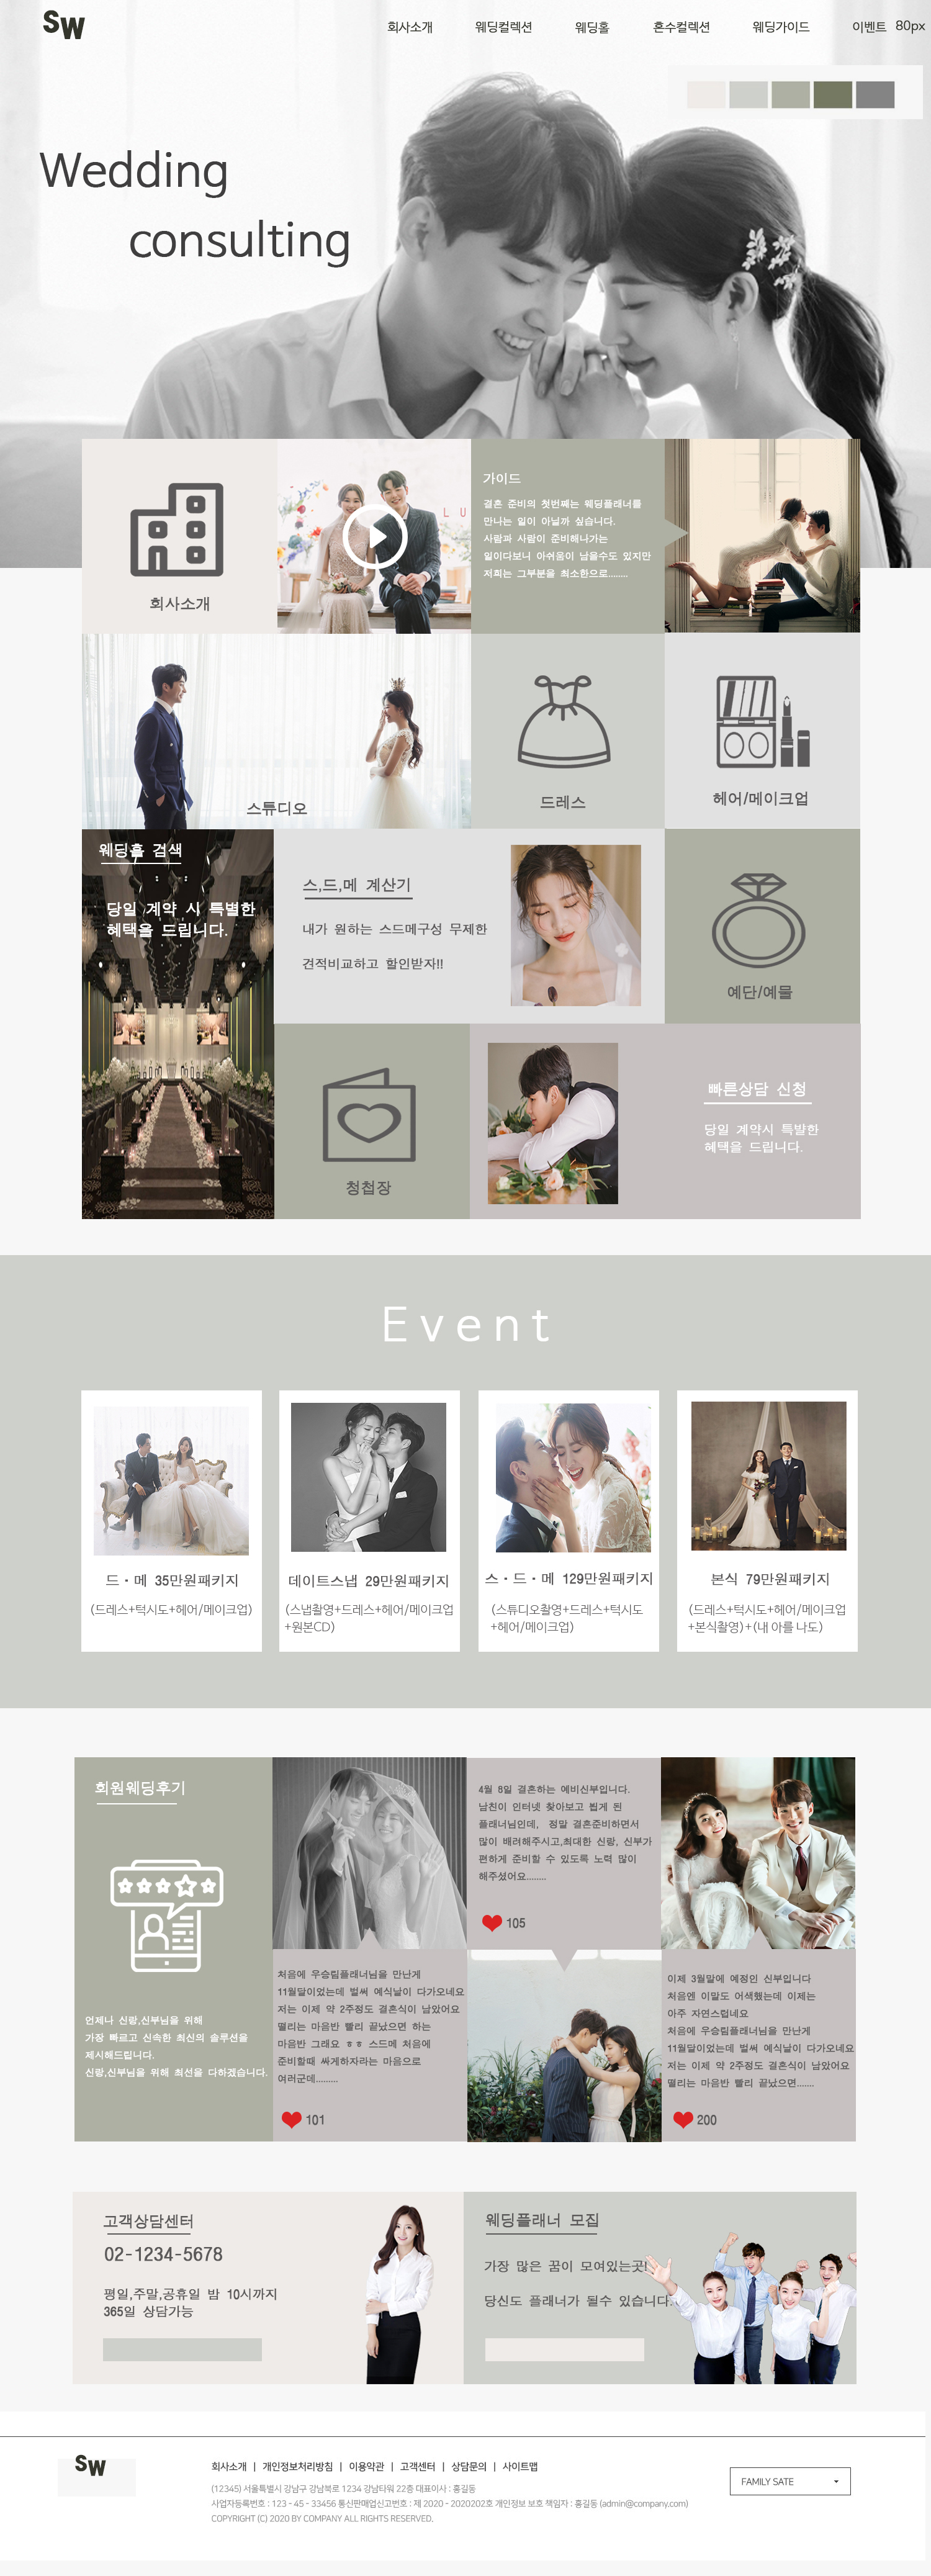 SW
회사소개 웨딩컬렉션 웨딩홀 혼수컬렉션 웨딩가이드 이벤트 80px
Wedding
consulting
회사소개
L U
가이드
결혼 준비의 첫번째는 웨딩플래너를
만나는 일이 아닐까 싶습니다.
사람과 사람이 준비해나가는
일이다보니 아쉬움이 남을수도 있지만
저희는 그부분을 최소한으로........
스튜디오
드레스
헤어/메이크업
웨딩홀 검색
당일 계약 시 특별한
혜택을 드립니다.
스,드,메 계산기
내가 원하는 스드메구성 무제한
견적비교하고 할인받자!!
예단/예물
청첩장
빠른상담 신청
당일 계약시 특발한
혜택을 드립니다.
Event
드·메 35만원패키지
(드레스+턱시도+헤어/메이크업)
데이트스냅 29만원패키지
(스냅촬영+드레스+헤어/메이크업
+원본CD)
스·드·메 129만원패키지
(스튜디오촬영+드레스+턱시도
+헤어/메이크업)
본식 79만원패키지
(드레스+턱시도+헤어/메이크업
+본식촬영)+(내 아를 나도)
회원웨딩후기
언제나 신랑,신부님을 위해
가장 빠르고 신속한 최신의 솔루션을
제시해드립니다.
신랑,신부님을 위해 최선을 다하겠습니다.
처음에 우승림플래너님을 만난게
11월말이었는데 벌써 예식날이 다가오네요
저는 이제 약 2주정도 결혼식이 남았어요
떨리는 마음반 빨리 끝났으면 하는
마음반 그래요 ㅎㅎ 스드메 처음에
준비할때 싸게하자라는 마음으로
여러군데.........
101
4월 8일 결혼하는 예비신부입니다.
남친이 인터넷 찾아보고 뵙게 된
플래너님인데, 정말 결혼준비하면서
많이 배려해주시고,최대한 신랑, 신부가
편하게 준비할 수 있도록 노력 많이
해주셨어요........
105
이제 3월말에 예정인 신부입니다
처음엔 이말도 어색했는데 이제는
아주 자연스럽네요
처음에 우승림플래너님을 만난게
11월말이었는데 벌써 예식날이 다가오네요
저는 이제 약 2주정도 결혼식이 남았어요
떨리는 마음반 빨리 끝났으면.......
200
고객상담센터
02-1234-5678
평일,주말,공휴일 밤 10시까지
365일 상담가능
웨딩플래너 모집
가장 많은 꿈이 모여있는곳!
당신도 플래너가 될수 있습니다.
SW
회사소개 | 개인정보처리방침 | 이용약관 | 고객센터 | 상담문의 | 사이트맵
(12345) 서울특별시 강남구 강남북로 1234 강남타워 22층 대표이사 : 홍길동
사업자등록번호 : 123 - 45 - 33456 통신판매업신고번호 : 제 2020 - 2020202호 개인정보 보호 책임자 : 홍길동 (admin@company.com)
COPYRIGHT (C) 2020 BY COMPANY ALL RIGHTS RESERVED.
FAMILY SATE